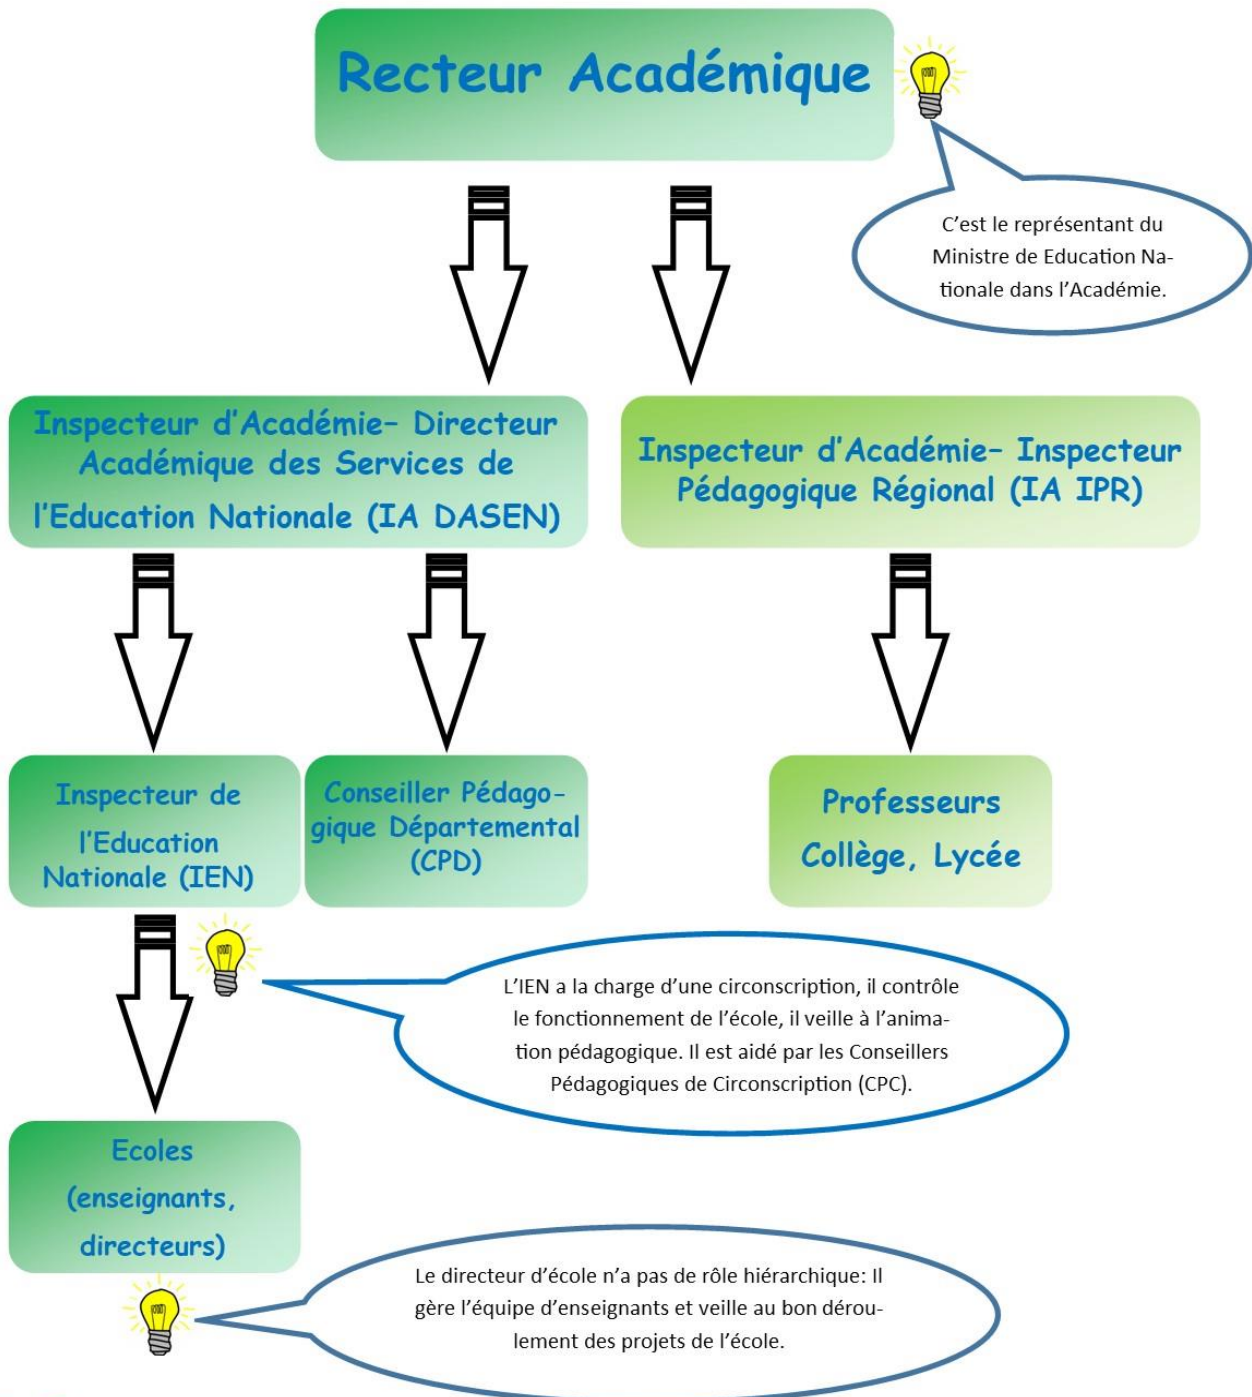 Recteur Académique
C'est le représentant du
Ministre de Education Na-
tionale dans l'Académie.
Inspecteur d'Académie– Directeur
Académique des Services de
l'Education Nationale (IA DASEN)
Inspecteur d'Académie– Inspecteur
Pédagogique Régional (IA IPR)
Inspecteur de
l'Education
Nationale (IEN)
Conseiller Pédago-
gique Départemental
(CPD)
Professeurs
Collège, Lycée
L'IEN a la charge d'une circonscription, il contrôle
le fonctionnement de l'école, il veille à l'anima-
tion pédagogique. Il est aidé par les Conseillers
Pédagogiques de Circonscription (CPC).
Ecoles
(enseignants,
directeurs)
Le directeur d'école n'a pas de rôle hiérarchique: Il
gère l'équipe d'enseignants et veille au bon dérou-
lement des projets de l'école.